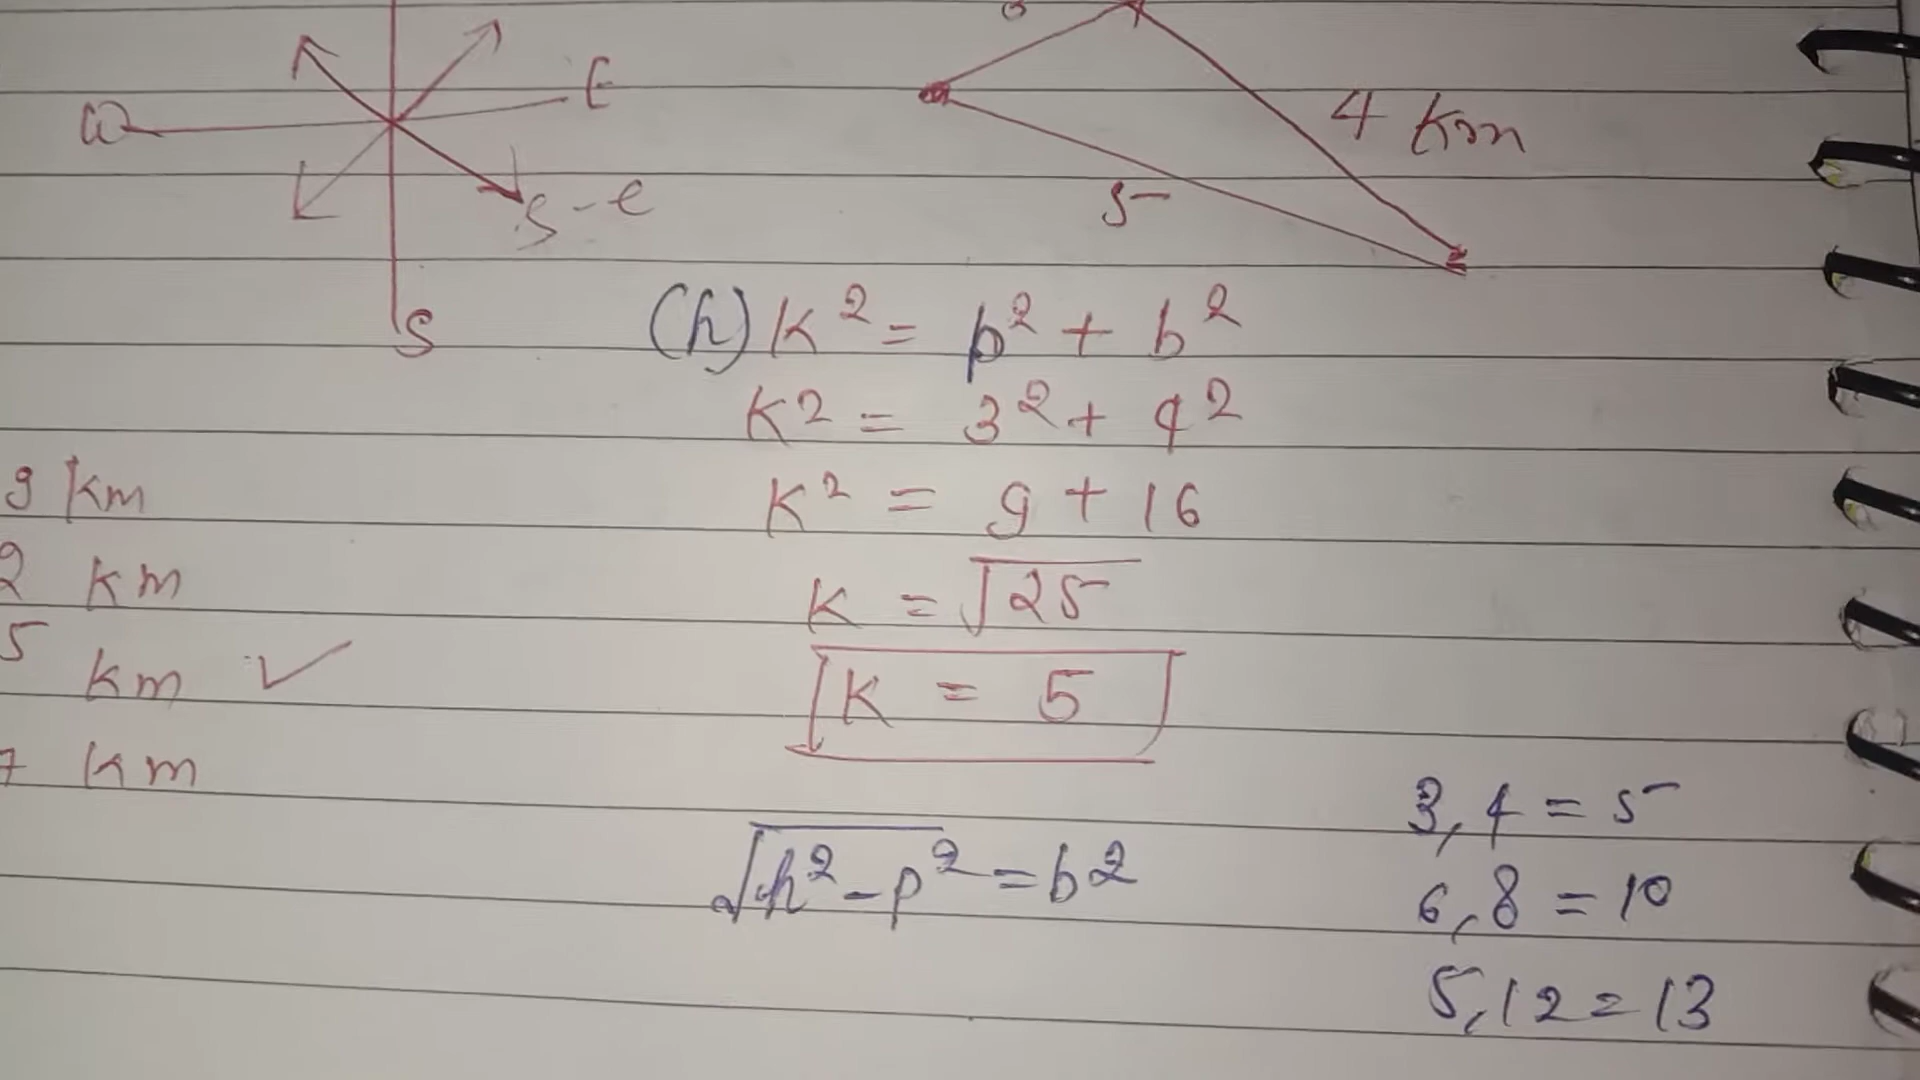 E
W
S-e
S
4 Km
5
(h) K² = p² + b²
K² = 3² + 4²
K² = 9 + 16
K = √25
K = 5
9 Km
2 Km
5 Km ✓
7 Km
√h² - p² = b²
3, 4 = 5
6, 8 = 10
5, 12 = 13